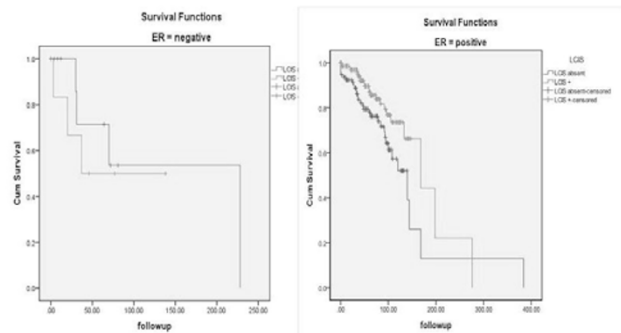 Survival Functions
ER = negative
Cum Survival
1.0
0.8
0.6
0.4
0.2
0.0
.00
50.00
100.00
150.00
200.00
250.00
followup
Survival Functions
ER = positive
LCIS
LCIS absent
LCIS +
LCIS absent-censored
LCIS +-censored
Cum Survival
1.0
0.8
0.6
0.4
0.2
0.0
.00
100.00
200.00
300.00
400.00
followup